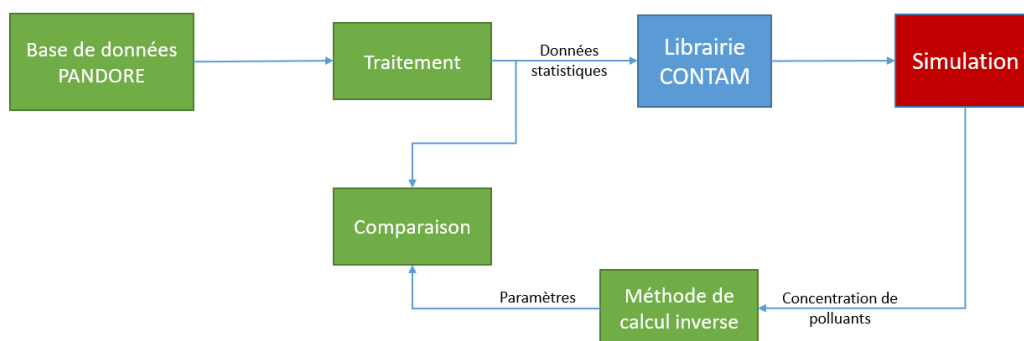 Base de données
PANDORE
Traitement
Données
statistiques
Librairie
CONTAM
Simulation
Comparaison
Paramètres
Méthode de
calcul inverse
Concentration de
polluants